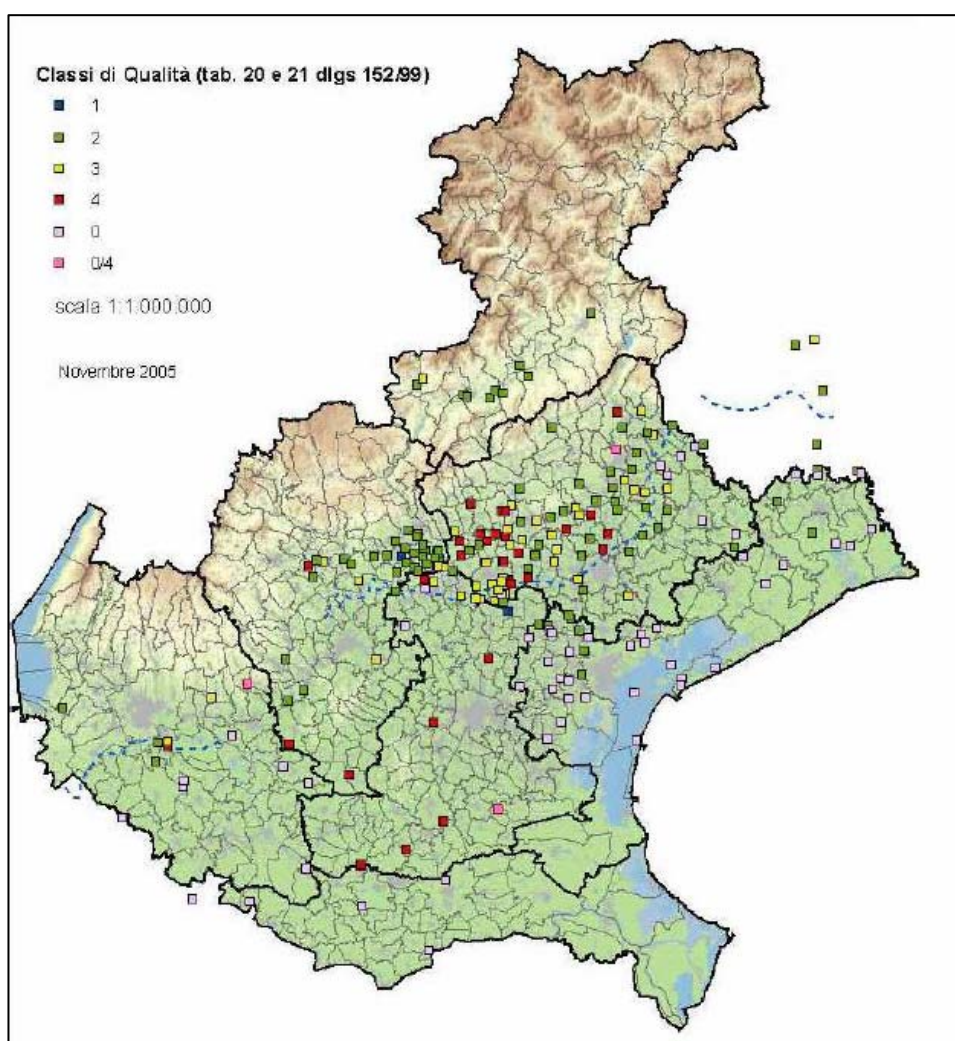 Classi di Qualità (tab. 20 e 21 dlgs 152/99)
1
2
3
4
0
0/4
scala 1:1.000.000
Novembre 2005